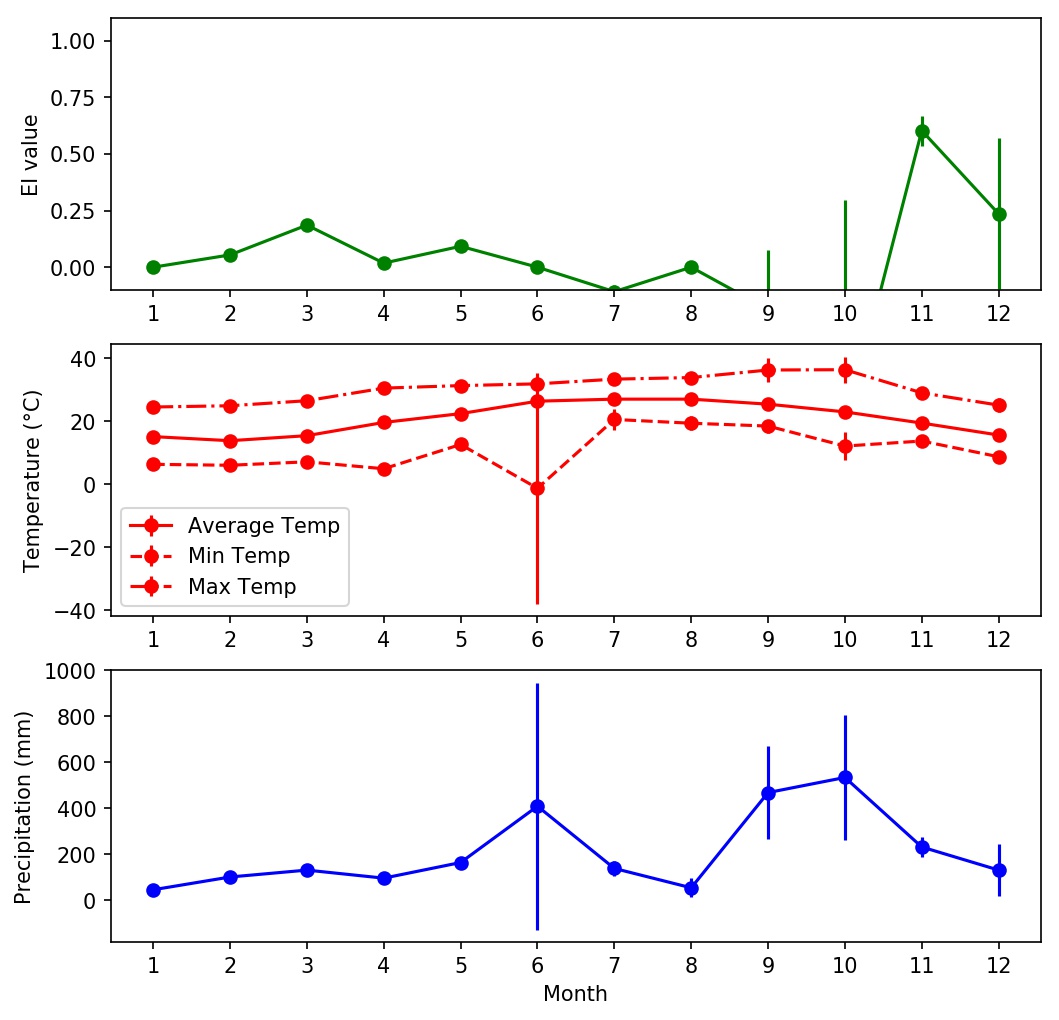 EI value
1.00
0.75
0.50
0.25
0.00
1 2 3 4 5 6 7 8 9 10 11 12
Temperature (°C)
40
20
0
−20
−40
Average Temp
Min Temp
Max Temp
1 2 3 4 5 6 7 8 9 10 11 12
Precipitation (mm)
1000
800
600
400
200
0
1 2 3 4 5 6 7 8 9 10 11 12
Month